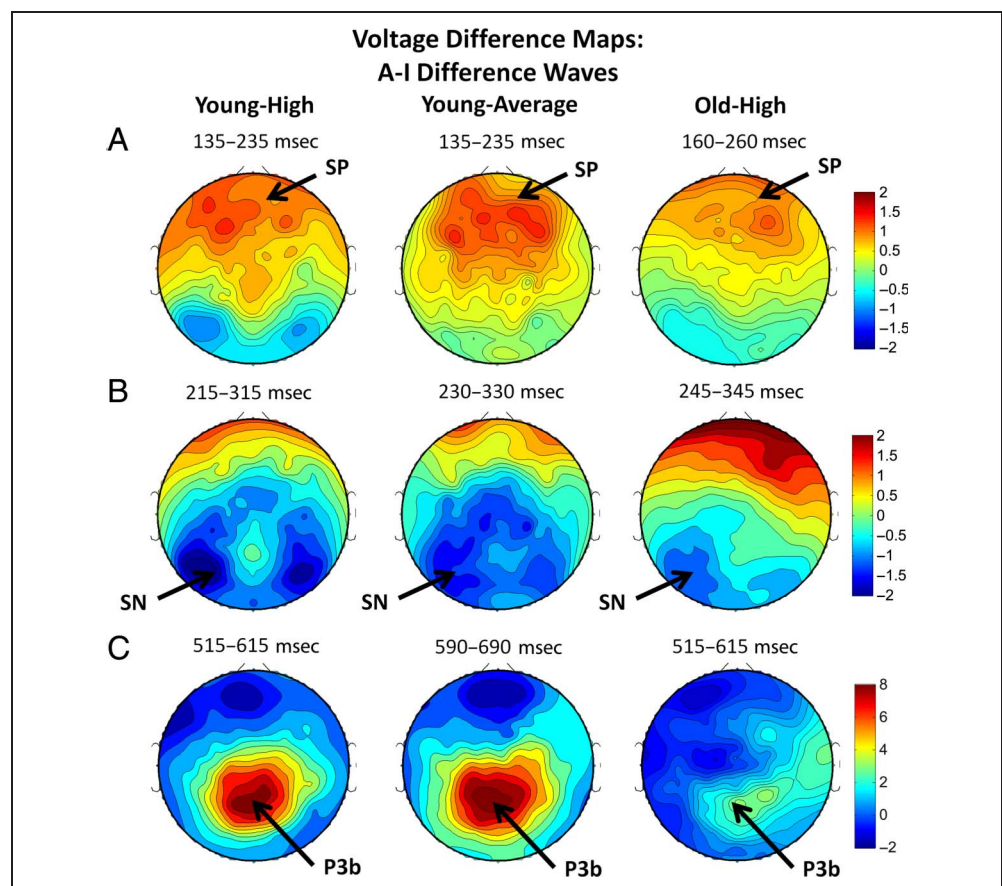 Voltage Difference Maps:
A-I Difference Waves
Young-High Young-Average Old-High
A 135–235 msec 135–235 msec 160–260 msec
SP SP SP
2
1.5
1
0.5
0
−0.5
−1
−1.5
−2
B 215–315 msec 230–330 msec 245–345 msec
2
1.5
1
0.5
0
−0.5
−1
−1.5
−2
SN SN SN
C 515–615 msec 590–690 msec 515–615 msec
8
6
4
2
0
−2
P3b P3b P3b